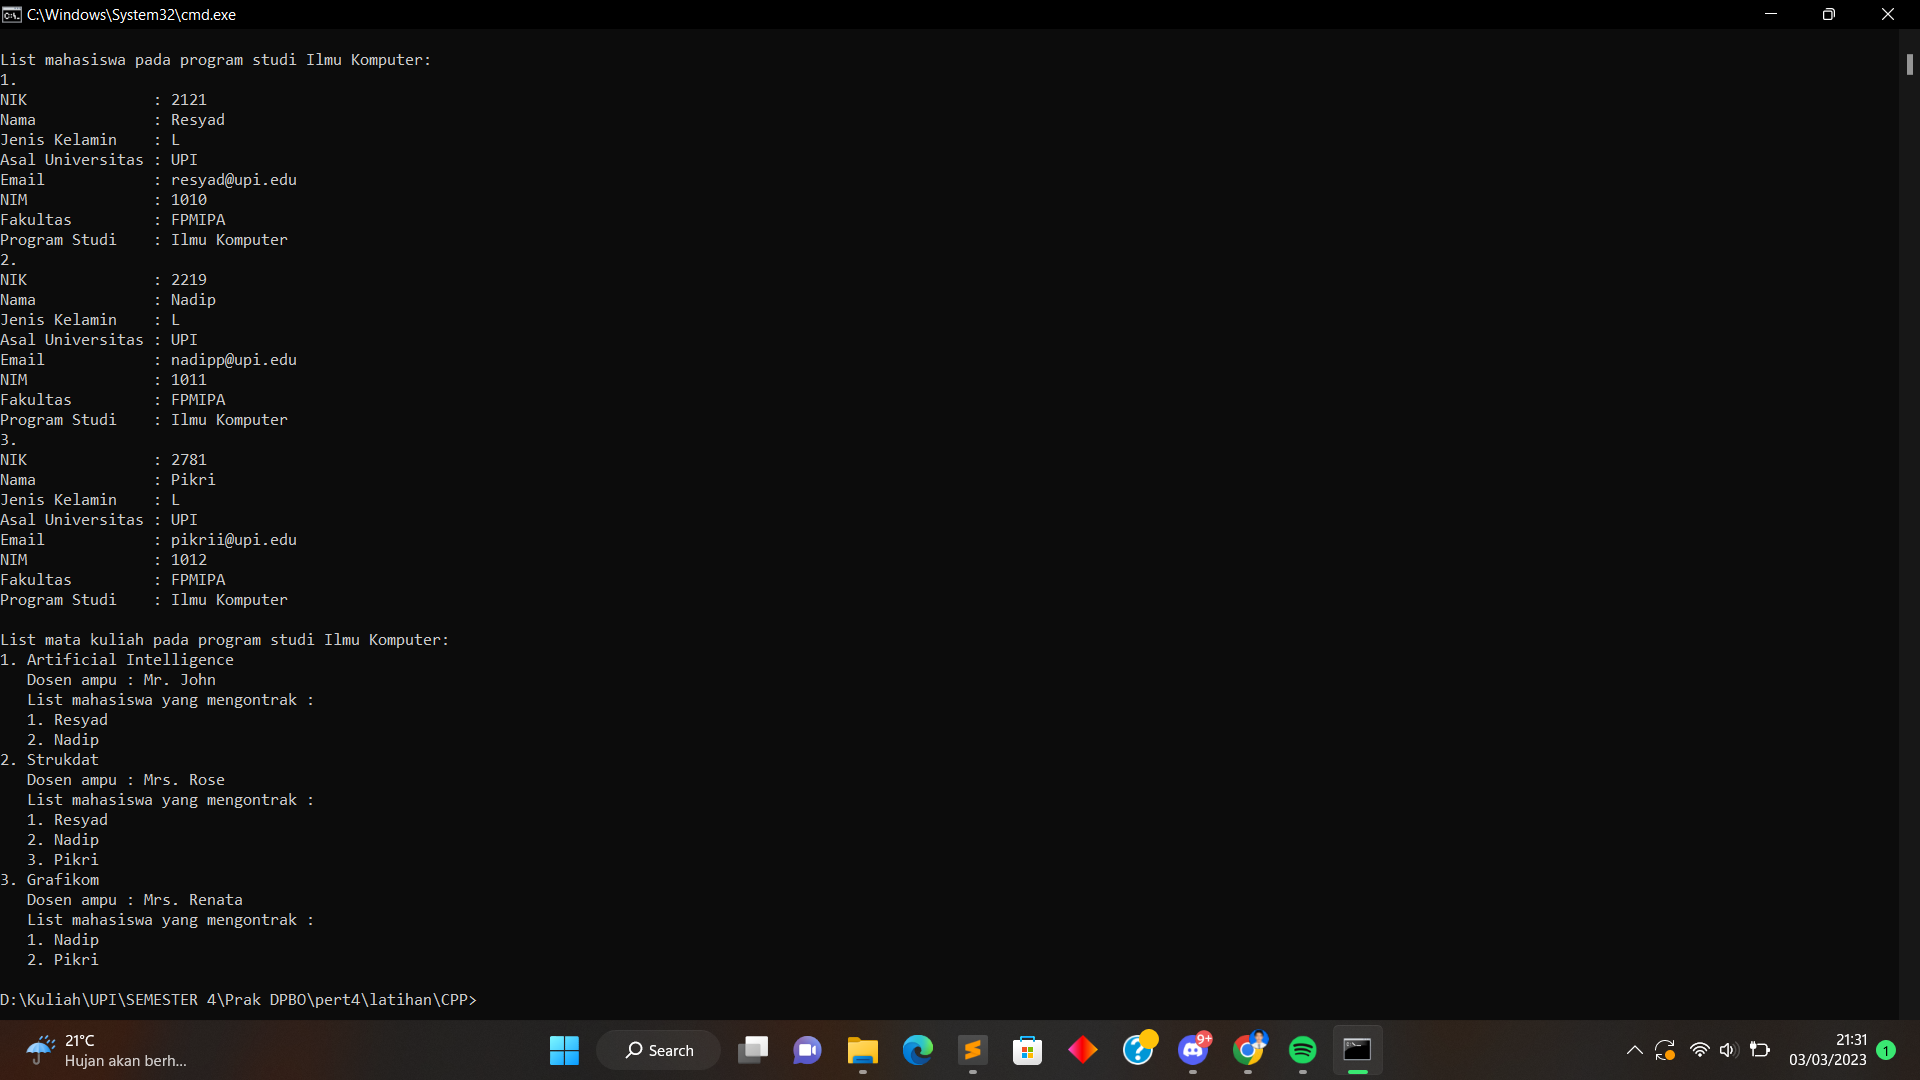 C:\Windows\System32\cmd.exe
List mahasiswa pada program studi Ilmu Komputer:
1.
NIK              : 2121
Nama             : Resyad
Jenis Kelamin    : L
Asal Universitas : UPI
Email            : resyad@upi.edu
NIM              : 1010
Fakultas         : FPMIPA
Program Studi    : Ilmu Komputer
2.
NIK              : 2219
Nama             : Nadip
Jenis Kelamin    : L
Asal Universitas : UPI
Email            : nadipp@upi.edu
NIM              : 1011
Fakultas         : FPMIPA
Program Studi    : Ilmu Komputer
3.
NIK              : 2781
Nama             : Pikri
Jenis Kelamin    : L
Asal Universitas : UPI
Email            : pikrii@upi.edu
NIM              : 1012
Fakultas         : FPMIPA
Program Studi    : Ilmu Komputer
List mata kuliah pada program studi Ilmu Komputer:
1. Artificial Intelligence
   Dosen ampu : Mr. John
   List mahasiswa yang mengontrak :
   1. Resyad
   2. Nadip
2. Strukdat
   Dosen ampu : Mrs. Rose
   List mahasiswa yang mengontrak :
   1. Resyad
   2. Nadip
   3. Pikri
3. Grafikom
   Dosen ampu : Mrs. Renata
   List mahasiswa yang mengontrak :
   1. Nadip
   2. Pikri
D:\Kuliah\UPI\SEMESTER 4\Prak DPBO\pert4\latihan\CPP>
21°C
Hujan akan berh...
Search
9+
21:31
03/03/2023
1